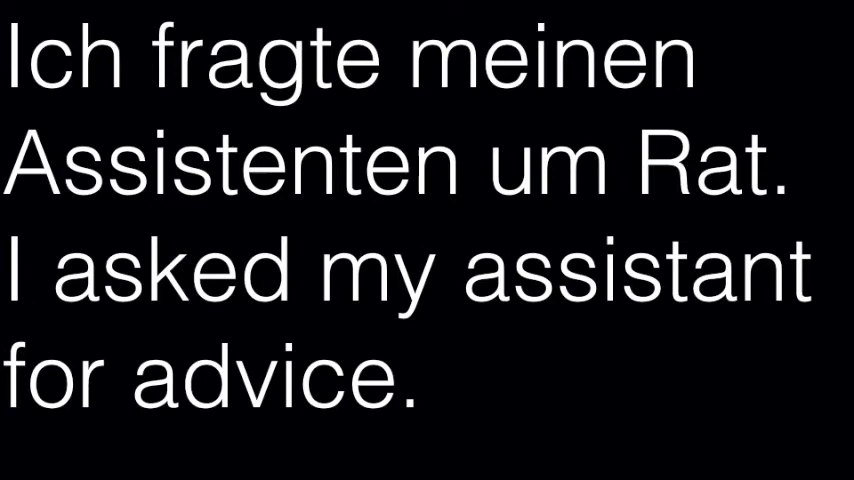 Ich fragte meinen
Assistenten um Rat.
I asked my assistant
for advice.